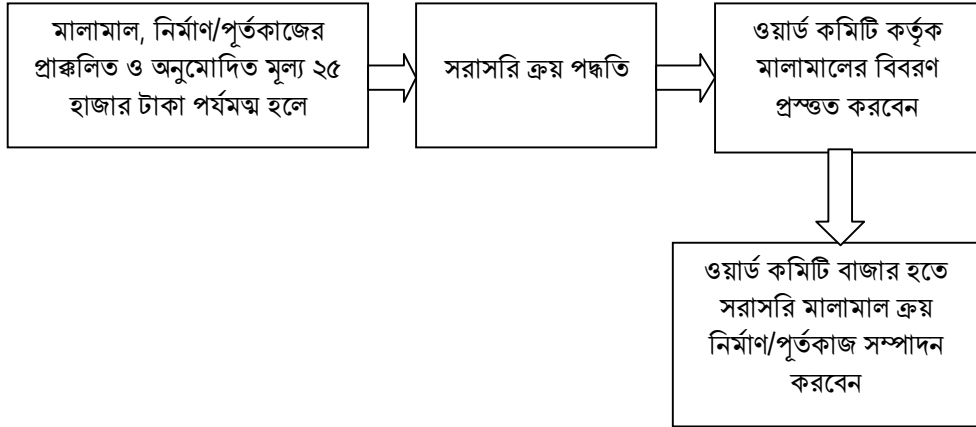 মালামাল, নির্মাণ/পূর্তকাজের
প্রাক্কলিত ও অনুমোদিত মূল্য ২৫
হাজার টাকা পর্যমত্ম হলে
সরাসরি ক্রয় পদ্ধতি
ওয়ার্ড কমিটি কর্তৃক
মালামালের বিবরণ
প্রস্ত্তত করবেন
ওয়ার্ড কমিটি বাজার হতে
সরাসরি মালামাল ক্রয়
নির্মাণ/পূর্তকাজ সম্পাদন
করবেন